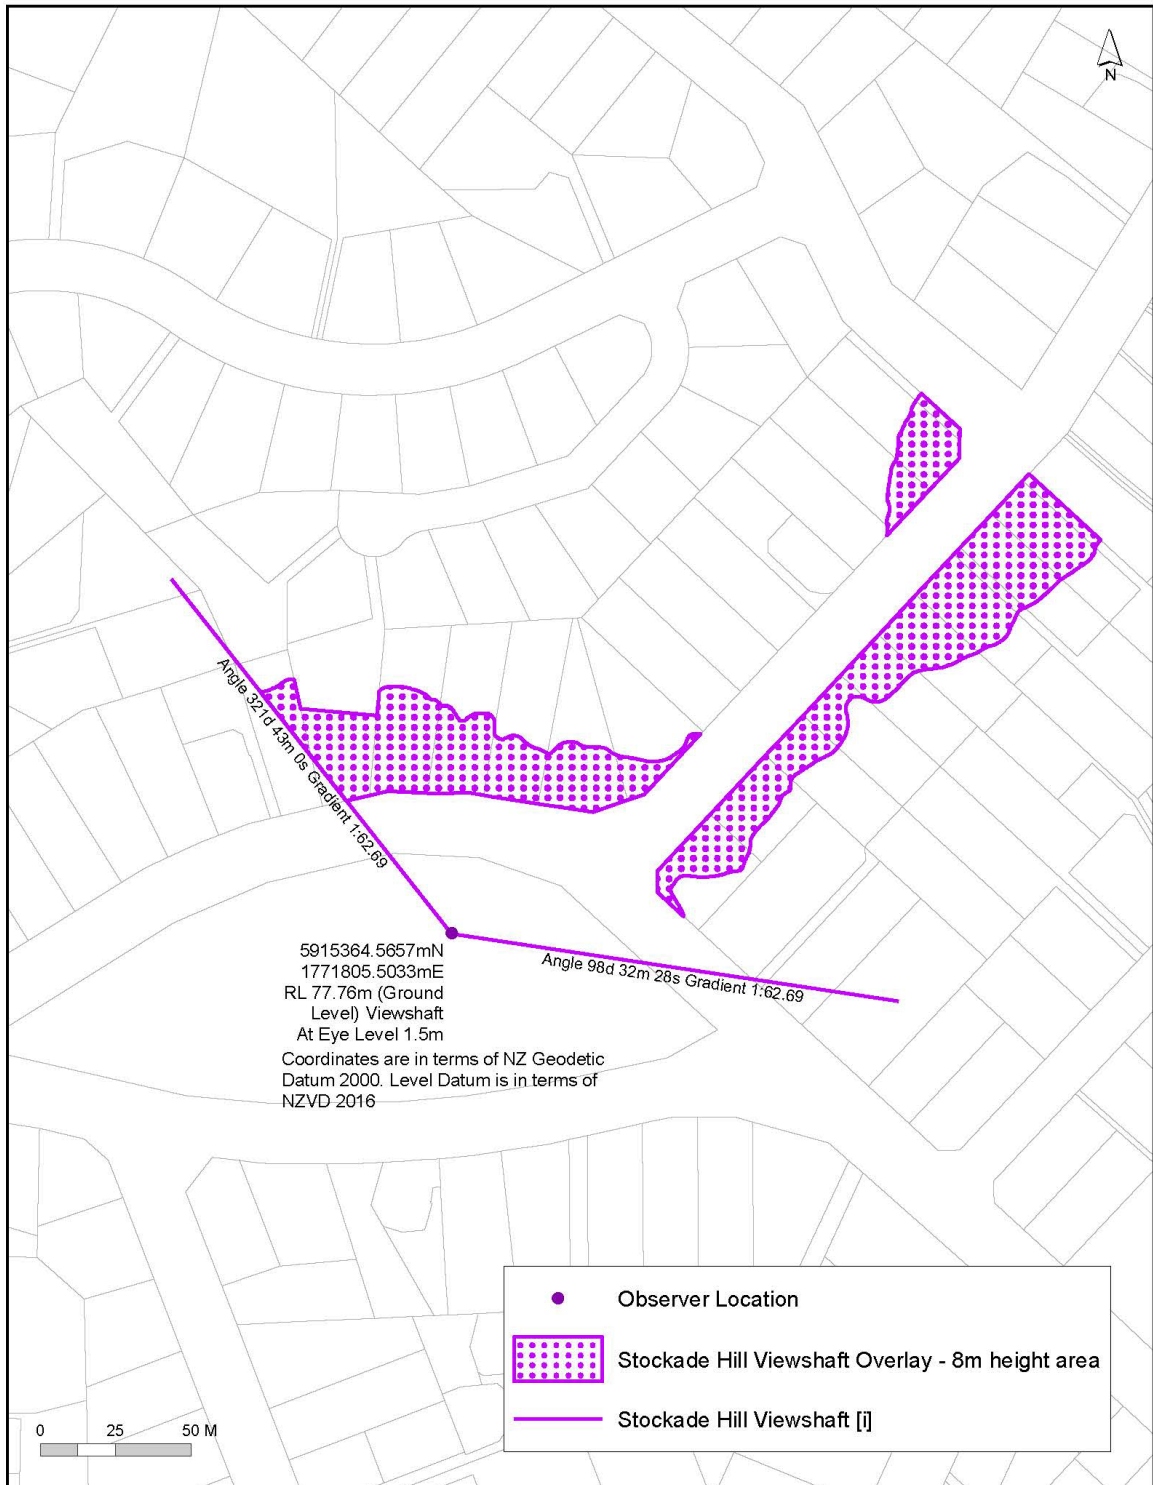 N
Angle 321d 43m 0s Gradient 1:62.69
5915364.5657mN
1771805.5033mE
RL 77.76m (Ground
Level) Viewshaft
At Eye Level 1.5m
Coordinates are in terms of NZ Geodetic
Datum 2000. Level Datum is in terms of
NZVD 2016
Angle 98d 32m 28s Gradient 1:62.69
Observer Location
Stockade Hill Viewshaft Overlay - 8m height area
Stockade Hill Viewshaft [i]
0 25 50 M